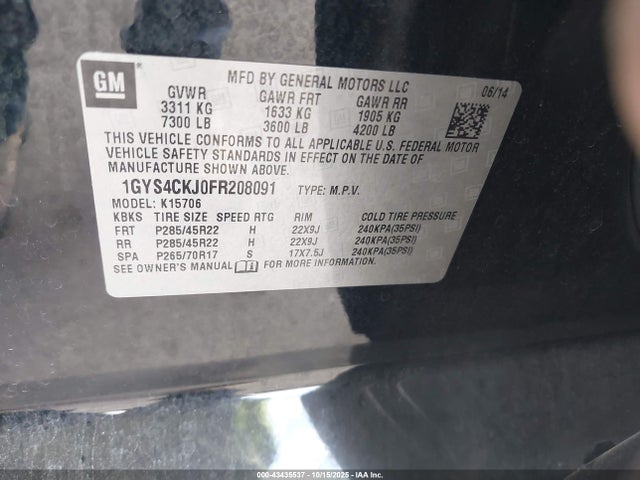 GM
MFD BY GENERAL MOTORS LLC
06/14
GVWR GAWR FRT GAWR RR
3311 KG 1633 KG 1905 KG
7300 LB 3600 LB 4200 LB
THIS VEHICLE CONFORMS TO ALL APPLICABLE U.S. FEDERAL MOTOR
VEHICLE SAFETY STANDARDS IN EFFECT ON THE DATE OF
MANUFACTURE SHOWN ABOVE.
1GYS4CKJ0FR208091 TYPE: M.P.V.
MODEL: K15706
KBKS TIRE SIZE SPEED RTG RIM COLD TIRE PRESSURE
FRT P285/45R22 H 22X9J 240KPA(35PSI)
RR P285/45R22 H 22X9J 240KPA(35PSI)
SPA P265/70R17 S 17X7.5J 240KPA(35PSI)
SEE OWNER'S MANUAL FOR MORE INFORMATION.
000-43435537 - 10/15/2025 - IAA Inc.